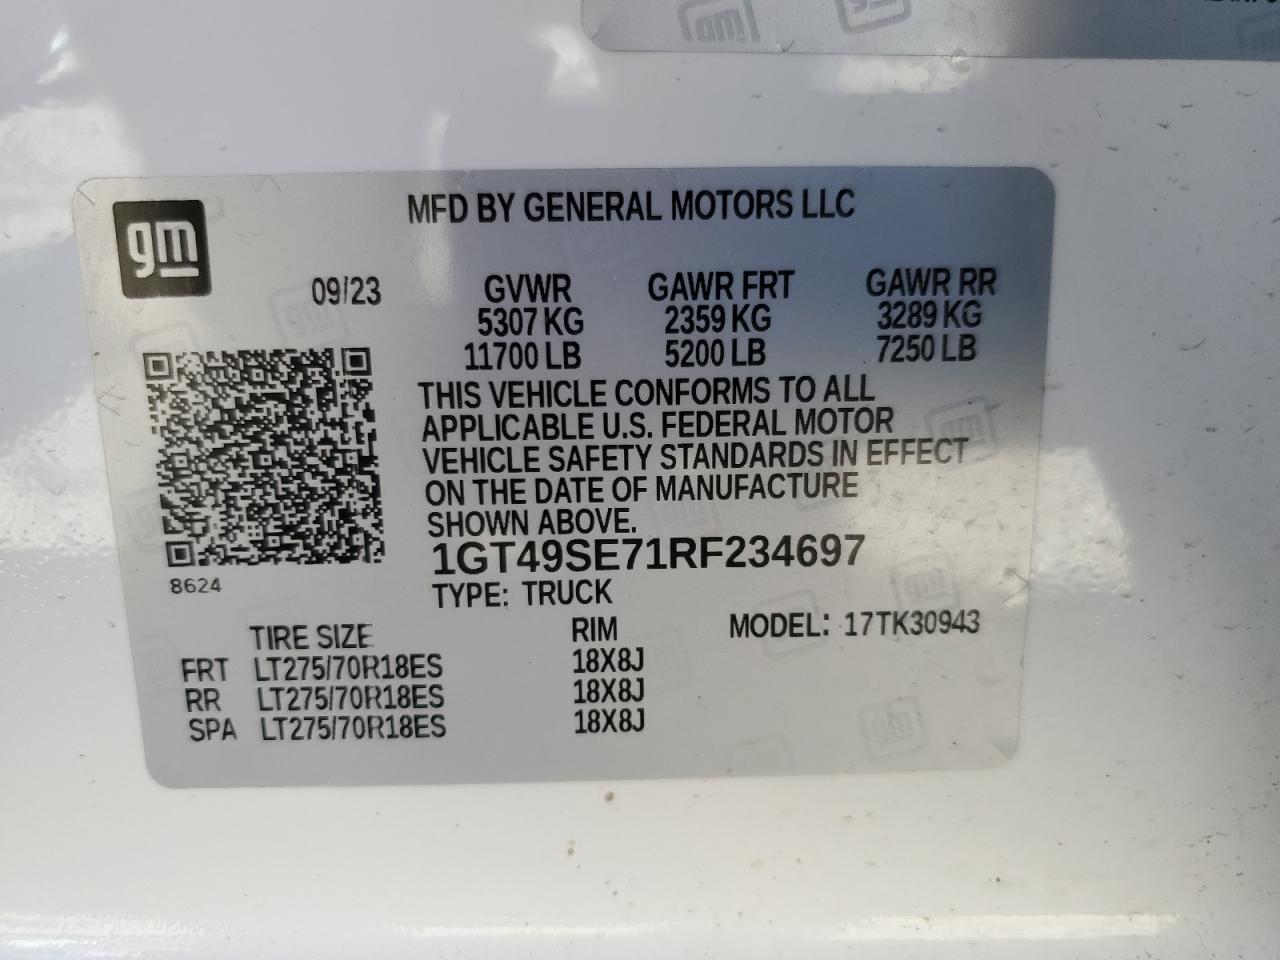 MFD BY GENERAL MOTORS LLC
gm
09/23 GVWR GAWR FRT GAWR RR
5307 KG 2359 KG 3289 KG
11700 LB 5200 LB 7250 LB
THIS VEHICLE CONFORMS TO ALL
APPLICABLE U.S. FEDERAL MOTOR
VEHICLE SAFETY STANDARDS IN EFFECT
ON THE DATE OF MANUFACTURE
SHOWN ABOVE.
1GT49SE71RF234697
8624
TYPE: TRUCK
TIRE SIZE RIM MODEL: 17TK30943
FRT LT275/70R18ES 18X8J
RR LT275/70R18ES 18X8J
SPA LT275/70R18ES 18X8J